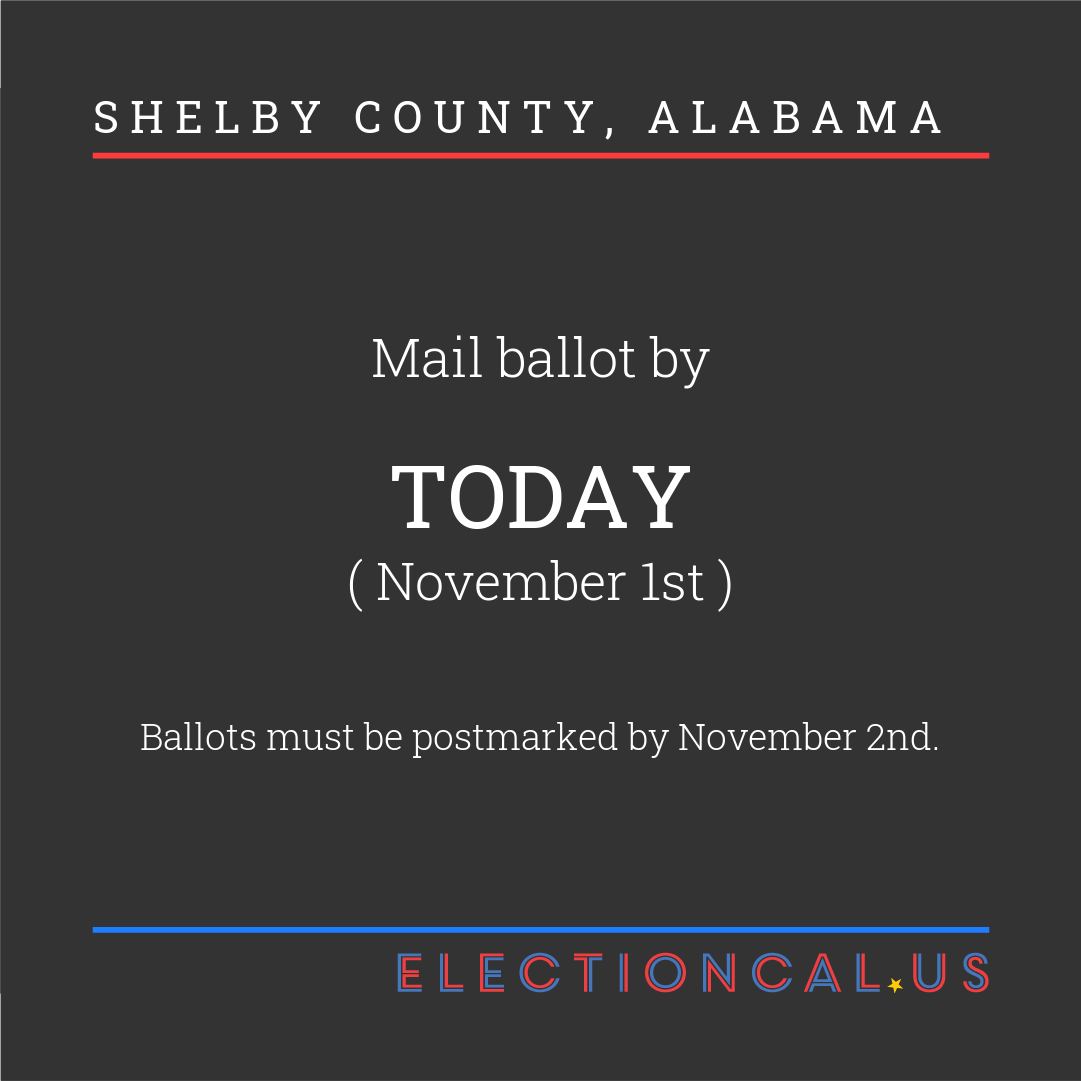 SHELBY COUNTY, ALABAMA
Mail ballot by
TODAY
( November 1st )
Ballots must be postmarked by November 2nd.
ELECTIONCAL.US